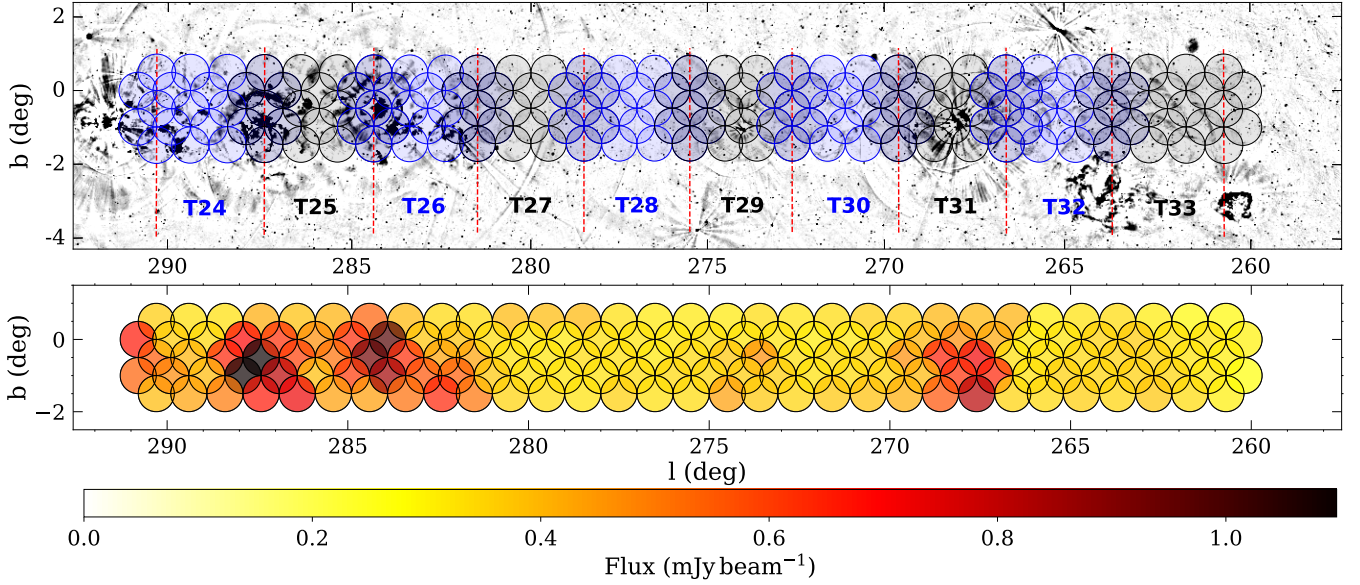 2
0
−2
−4
b (deg)
T24 T25 T26 T27 T28 T29 T30 T31 T32 T33
290 285 280 275 270 265 260
0
−2
b (deg)
290 285 280 275 270 265 260
l (deg)
0.0 0.2 0.4 0.6 0.8 1.0
Flux (mJy beam⁻¹)